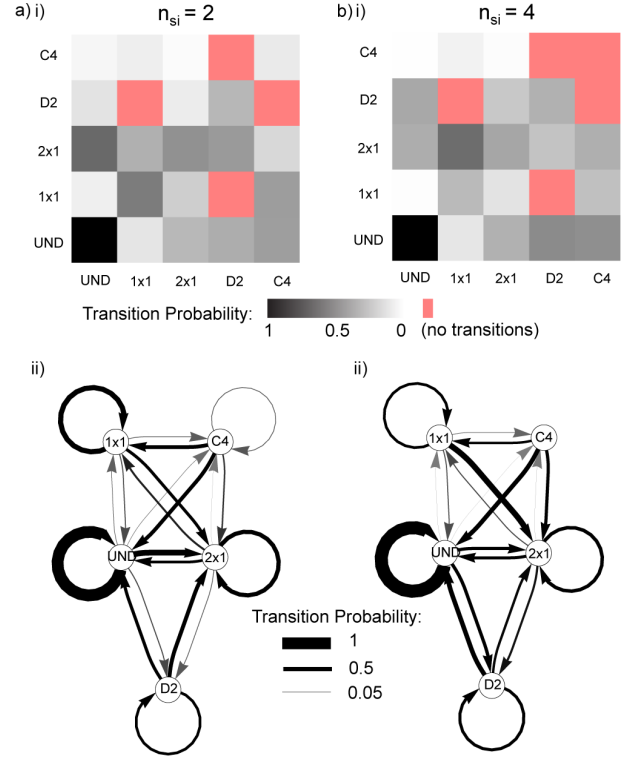 a) i) n_si = 2
C4
D2
2x1
1x1
UND
UND 1x1 2x1 D2 C4
b) i) n_si = 4
C4
D2
2x1
1x1
UND
UND 1x1 2x1 D2 C4
Transition Probability:
1 0.5 0 (no transitions)
ii)
1x1 C4
UND 2x1
D2
ii)
1x1 C4
UND 2x1
D2
Transition Probability:
1
0.5
0.05